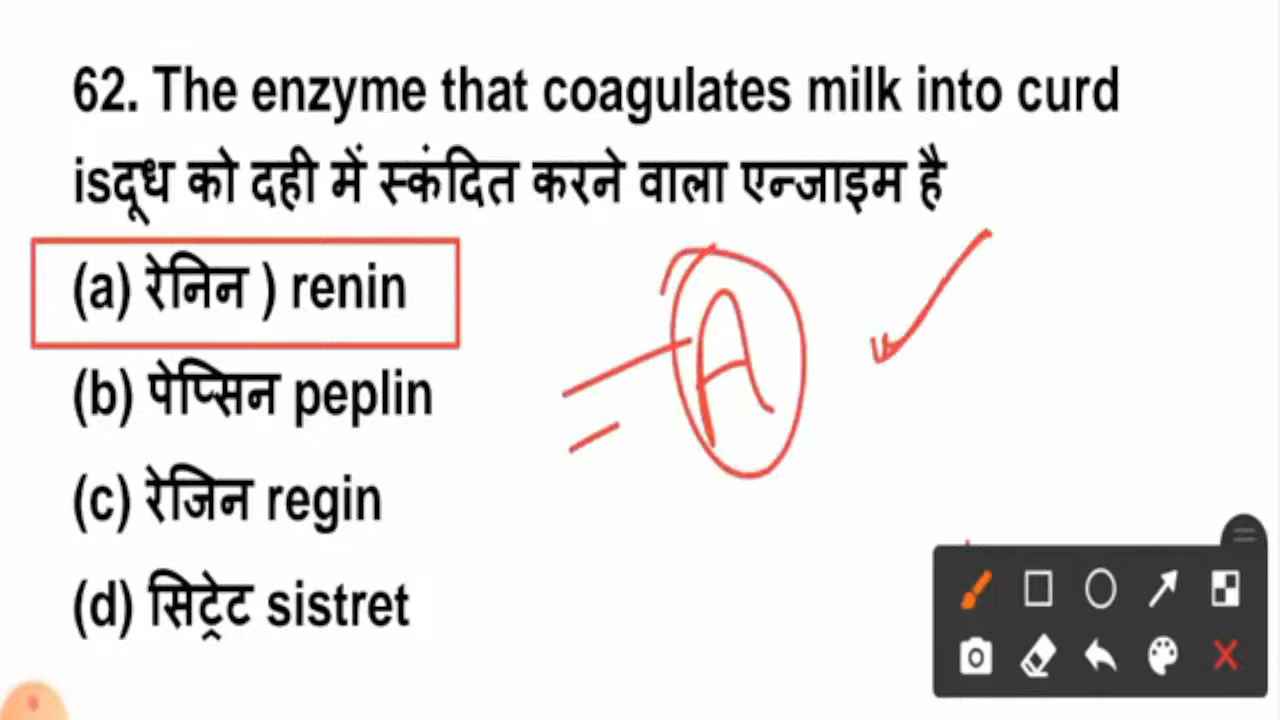 62. The enzyme that coagulates milk into curd
isदूध को दही में स्कंदित करने वाला एन्जाइम है
(a) रेनिन ) renin
(b) पेप्सिन peplin
(c) रेजिन regin
(d) सिट्रेट sistret
A